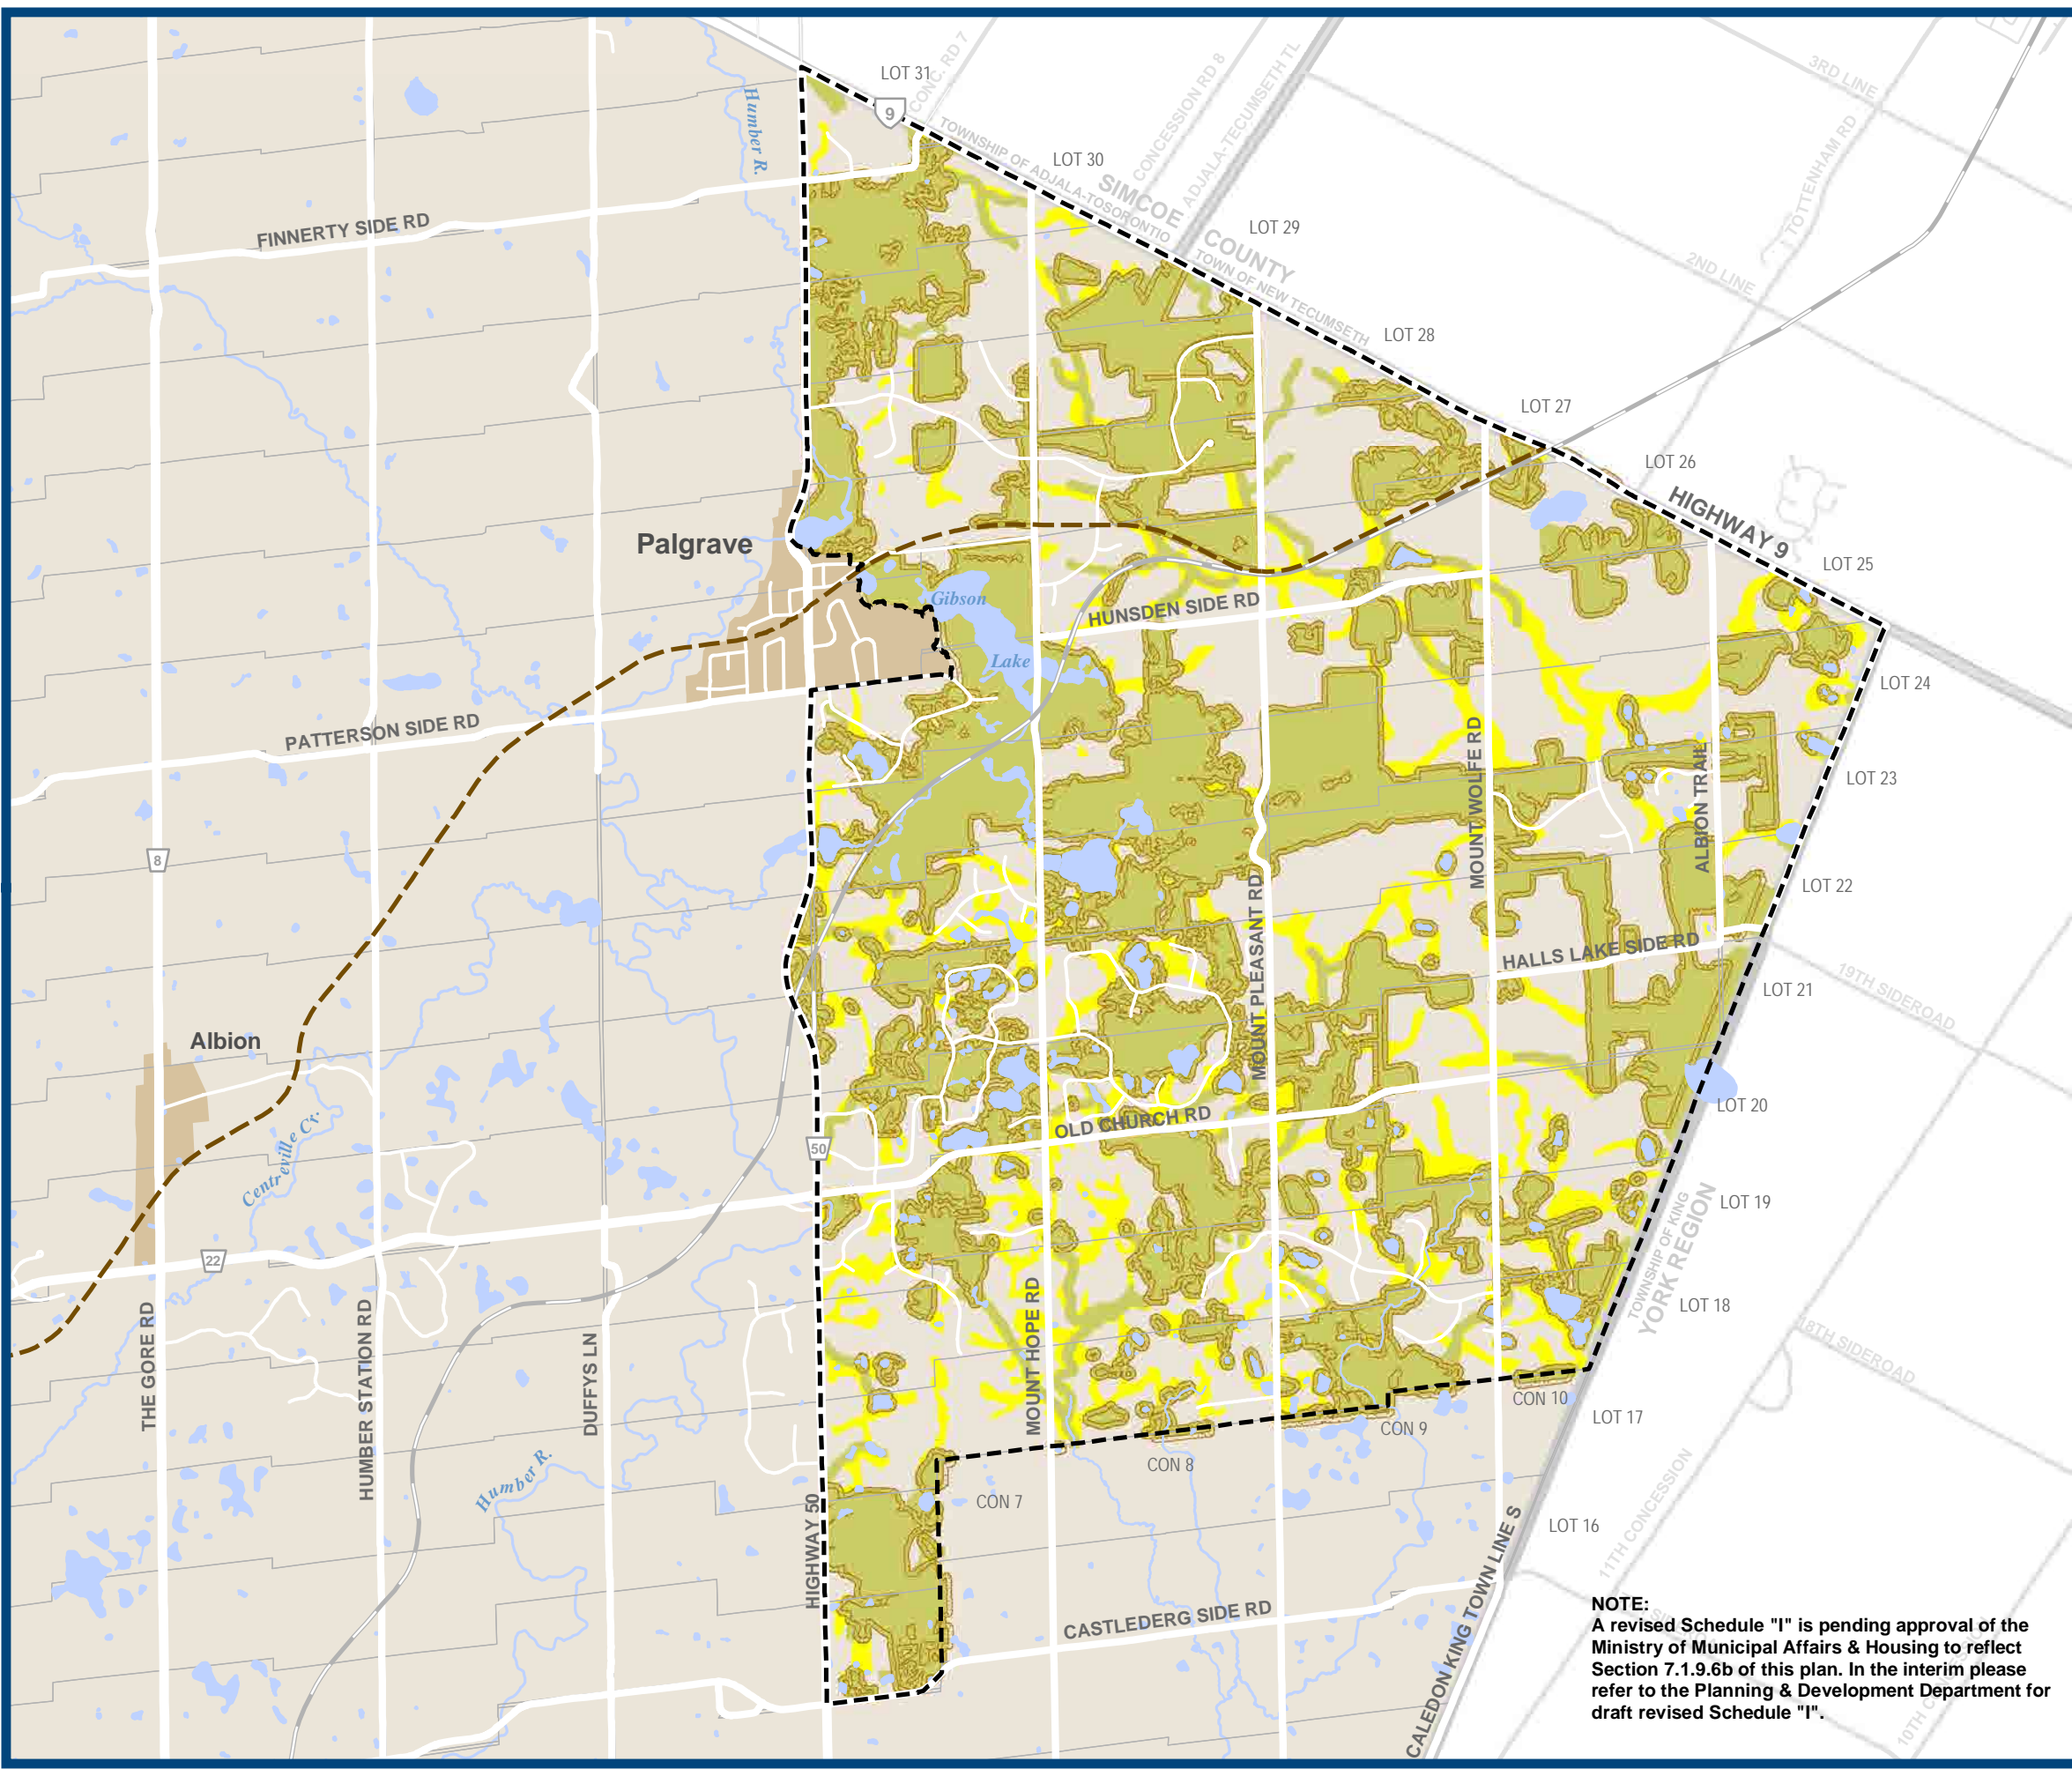 LOT 31
CONC. RD 7
9
Humber R.
TOWNSHIP OF ADJALA-TOSORONTIO
LOT 30
SIMCOE COUNTY
CONCESSION RD 8
ADJALA-TECUMSETH TL
TOWN OF NEW TECUMSETH
LOT 29
3RD LINE
TOTTENHAM RD
2ND LINE
FINNERTY SIDE RD
LOT 28
LOT 27
LOT 26
HIGHWAY 9
LOT 25
Palgrave
Gibson
Lake
HUNSDEN SIDE RD
LOT 24
PATTERSON SIDE RD
MOUNT WOLFE RD
ALBION TRAIL
LOT 23
8
LOT 22
MOUNT PLEASANT RD
HALLS LAKE SIDE RD
19TH SIDEROAD
LOT 21
Albion
LOT 20
Centreville Cr.
50
OLD CHURCH RD
LOT 19
TOWNSHIP OF KING
YORK REGION
22
LOT 18
18TH SIDEROAD
THE GORE RD
HUMBER STATION RD
DUFFYS LN
MOUNT HOPE RD
CON 10
LOT 17
CON 9
CON 8
CON 7
Humber R.
HIGHWAY 50
LOT 16
11TH CONCESSION
CASTLEDERG SIDE RD
CALEDON KING TOWN LINE S
10TH CONCESSION
NOTE:
A revised Schedule "I" is pending approval of the
Ministry of Municipal Affairs & Housing to reflect
Section 7.1.9.6b of this plan. In the interim please
refer to the Planning & Development Department for
draft revised Schedule "I".